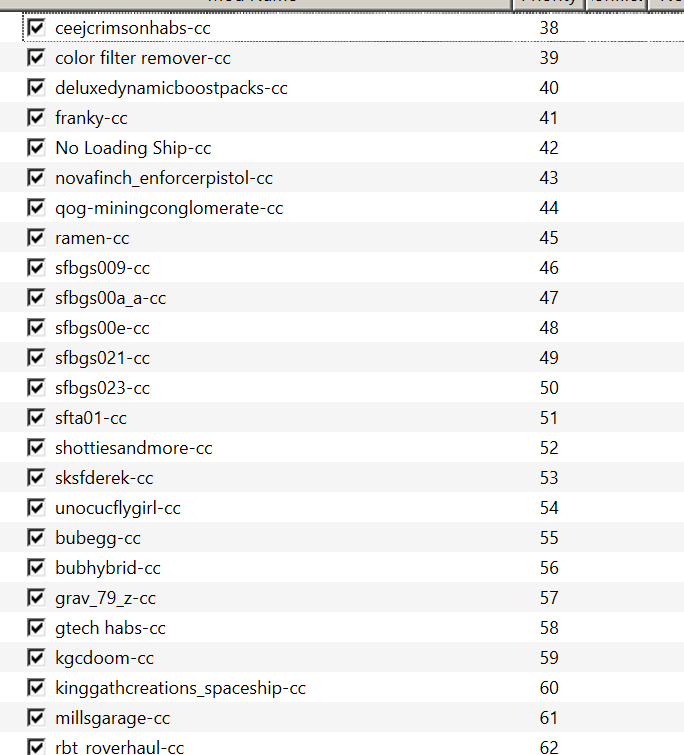 ceejcrimsonhabs-cc 38
color filter remover-cc 39
deluxedynamicboostpacks-cc 40
franky-cc 41
No Loading Ship-cc 42
novafinch_enforcerpistol-cc 43
qog-miningconglomerate-cc 44
ramen-cc 45
sfbgs009-cc 46
sfbgs00a_a-cc 47
sfbgs00e-cc 48
sfbgs021-cc 49
sfbgs023-cc 50
sfta01-cc 51
shottiesandmore-cc 52
sksfderek-cc 53
unocucflygirl-cc 54
bubegg-cc 55
bubhybrid-cc 56
grav_79_z-cc 57
gtech habs-cc 58
kgcdoom-cc 59
kinggathcreations_spaceship-cc 60
millsgarage-cc 61
rbt_roverhaul-cc 62